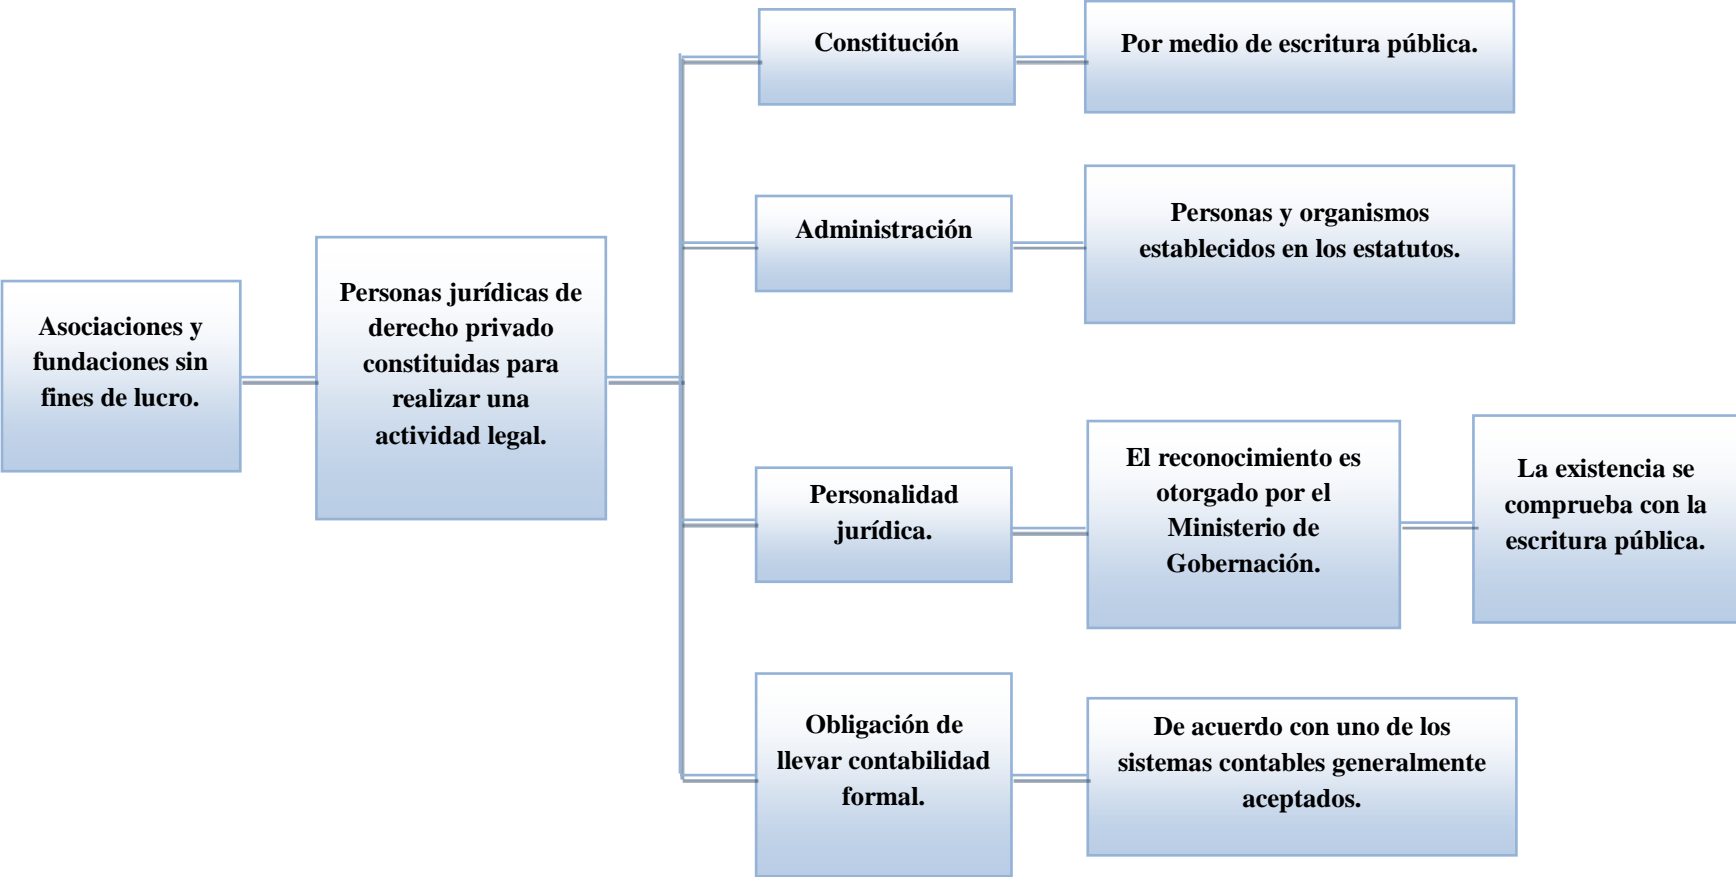 Asociaciones y
fundaciones sin
fines de lucro.
Personas jurídicas de
derecho privado
constituidas para
realizar una
actividad legal.
Constitución
Por medio de escritura pública.
Administración
Personas y organismos
establecidos en los estatutos.
Personalidad
jurídica.
El reconocimiento es
otorgado por el
Ministerio de
Gobernación.
La existencia se
comprueba con la
escritura pública.
Obligación de
llevar contabilidad
formal.
De acuerdo con uno de los
sistemas contables generalmente
aceptados.